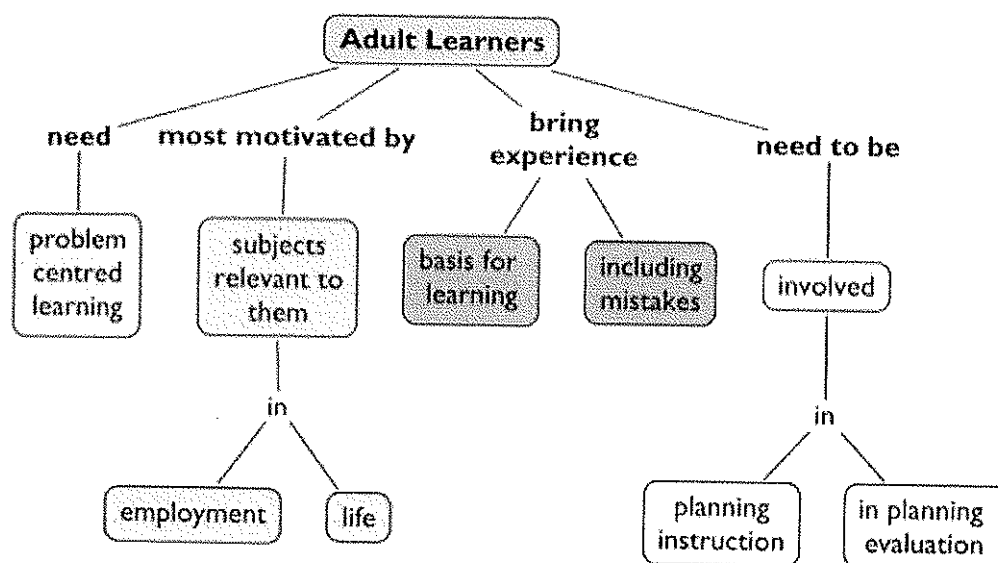 Adult Learners
need
most motivated by
bring
experience
need to be
problem
centred
learning
subjects
relevant to
them
basis for
learning
including
mistakes
involved
in
in
employment
life
planning
instruction
in planning
evaluation